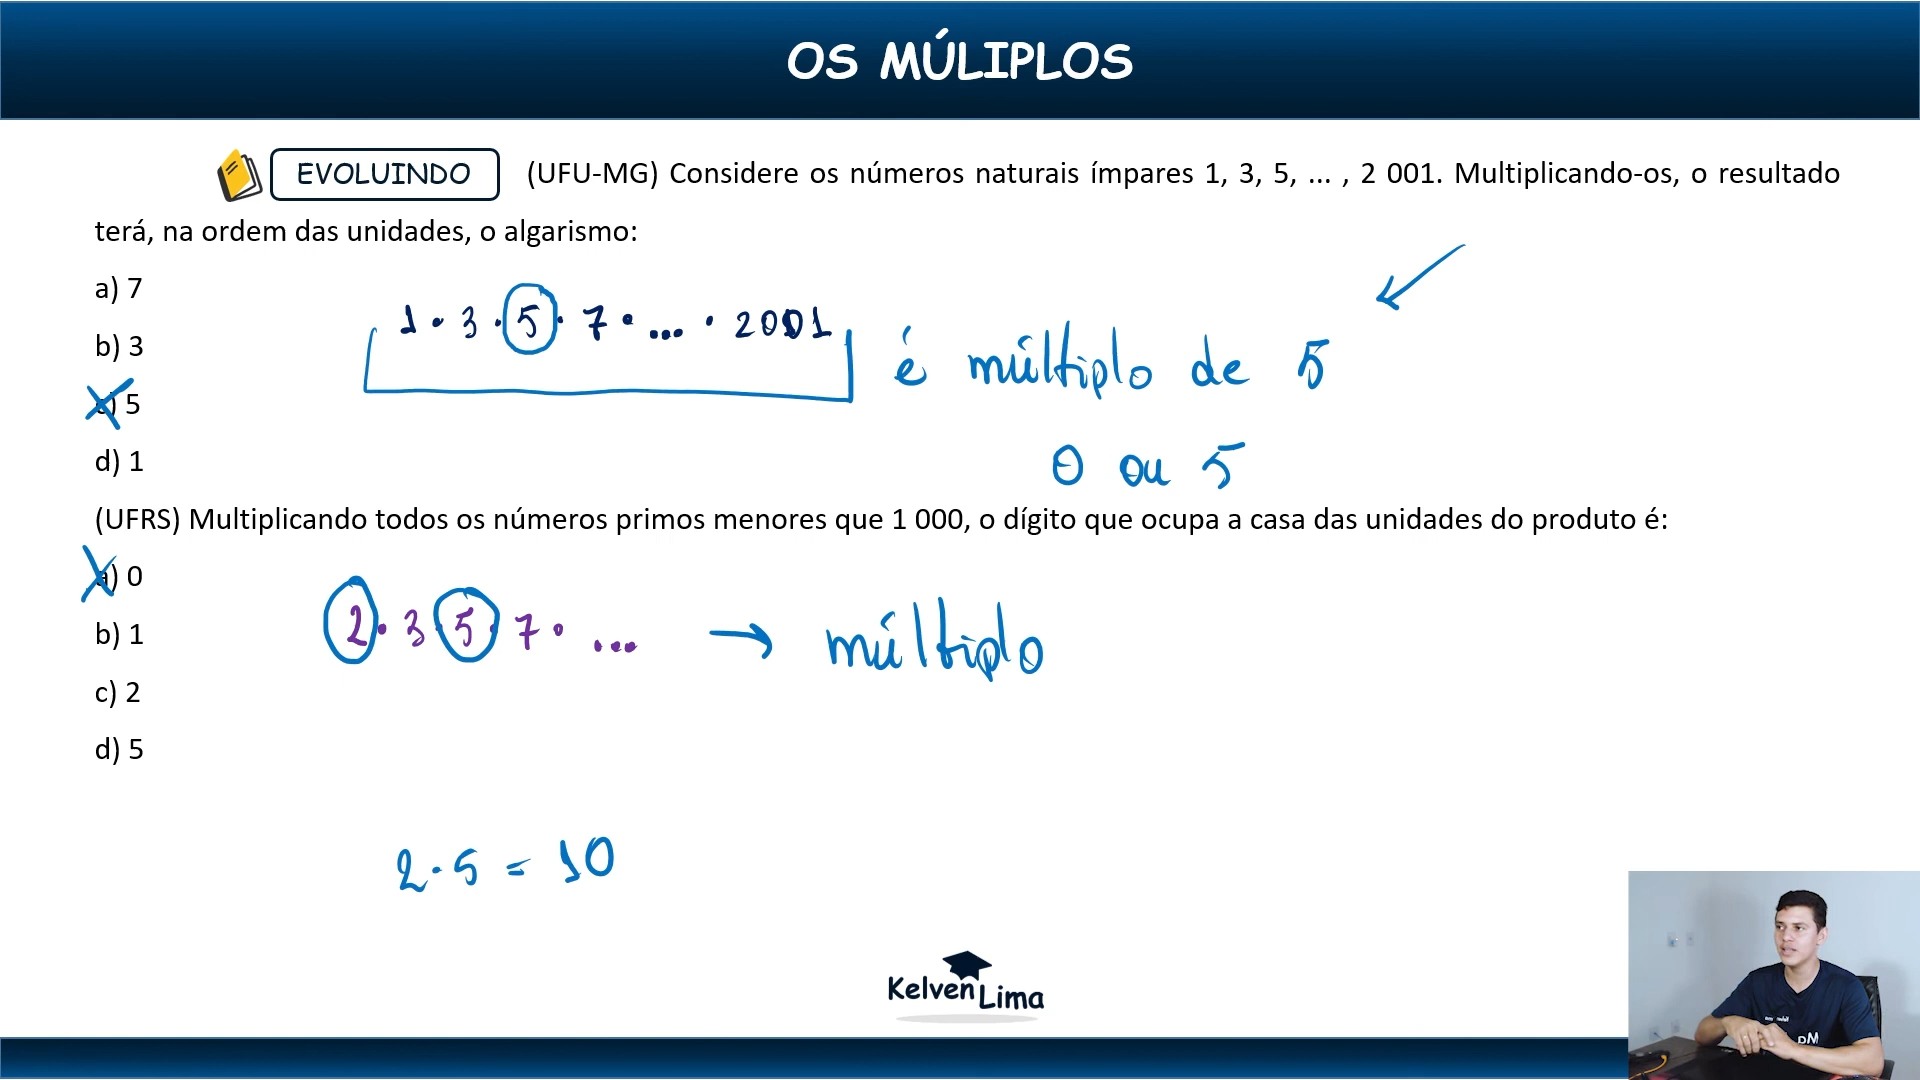 OS MÚLIPLOS
EVOLUINDO (UFU-MG) Considere os números naturais ímpares 1, 3, 5, ... , 2 001. Multiplicando-os, o resultado
terá, na ordem das unidades, o algarismo:
a) 7
1 · 3 · 5 · 7 · ... · 2001
b) 3
é múltiplo de 5
c) 5
d) 1
0 ou 5
(UFRS) Multiplicando todos os números primos menores que 1 000, o dígito que ocupa a casa das unidades do produto é:
a) 0
b) 1
2 · 3 · 5 · 7 · ... → múltiplo
c) 2
d) 5
2 · 5 = 10
Kelven Lima